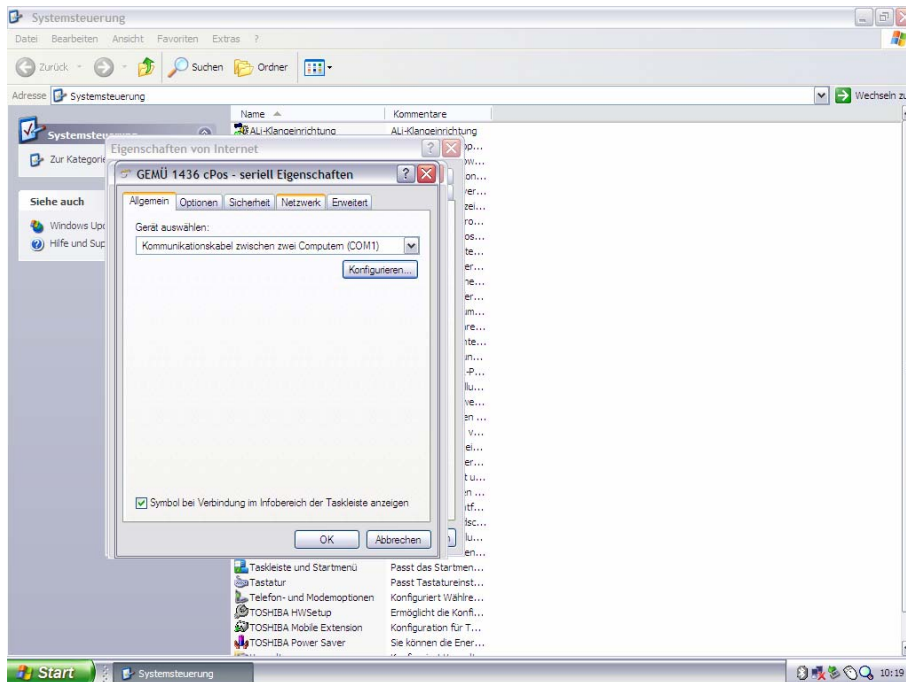 Systemsteuerung
Datei Bearbeiten Ansicht Favoriten Extras ?
Zurück Suchen Ordner
Adresse Systemsteuerung Wechseln zu
Name Kommentare
ALi-Klangeinrichtung ALi-Klangeinrichtung
Systemsteuerung
Zur Kategorie
Siehe auch
Windows Upd
Hilfe und Sup
Eigenschaften von Internet
GEMÜ 1436 cPos - seriell Eigenschaften
Allgemein Optionen Sicherheit Netzwerk Erweitert
Gerät auswählen:
Kommunikationskabel zwischen zwei Computern (COM1)
Konfigurieren...
Symbol bei Verbindung im Infobereich der Taskleiste anzeigen
OK Abbrechen
Taskleiste und Startmenü Passt das Startmen...
Tastatur Passt Tastatureinst...
Telefon- und Modemoptionen Konfiguriert Wählre...
TOSHIBA HWSetup Ermöglicht die Konfi...
TOSHIBA Mobile Extension Konfiguration für T...
TOSHIBA Power Saver Sie können die Ener...
Start Systemsteuerung 10:19